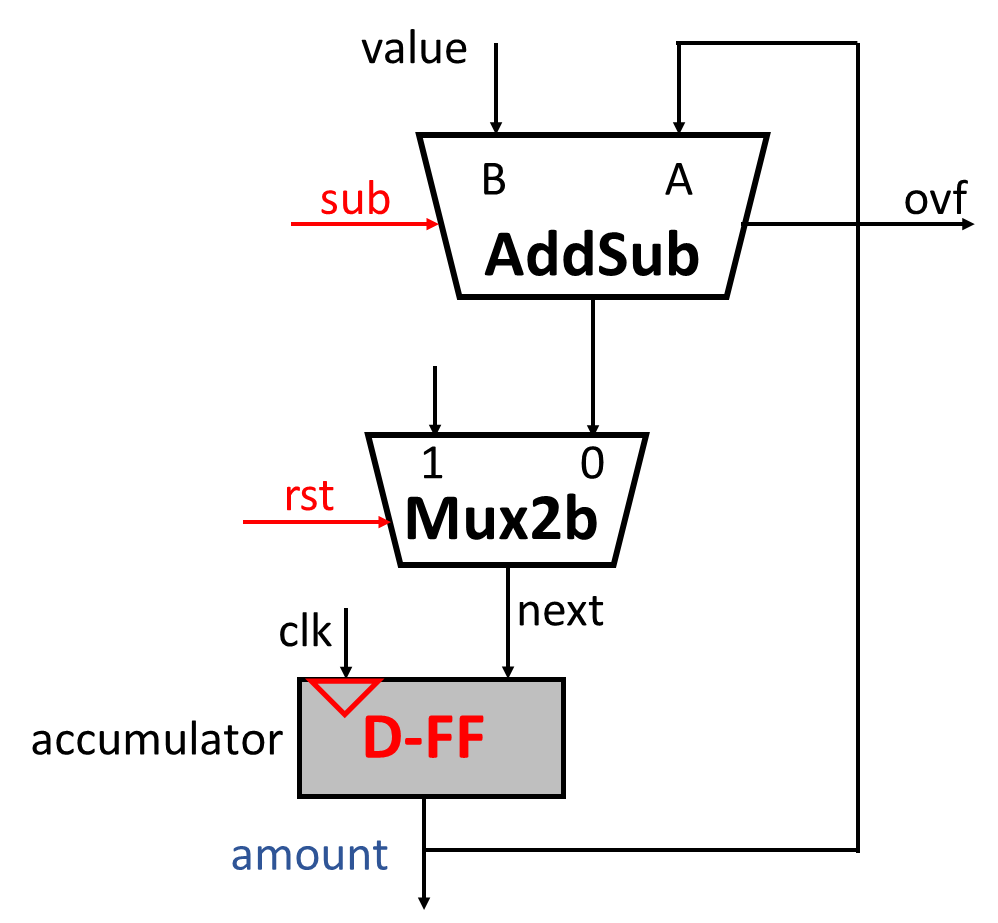 value
B
A
sub
ovf
AddSub
1
0
rst
Mux2b
next
clk
D-FF
accumulator
amount